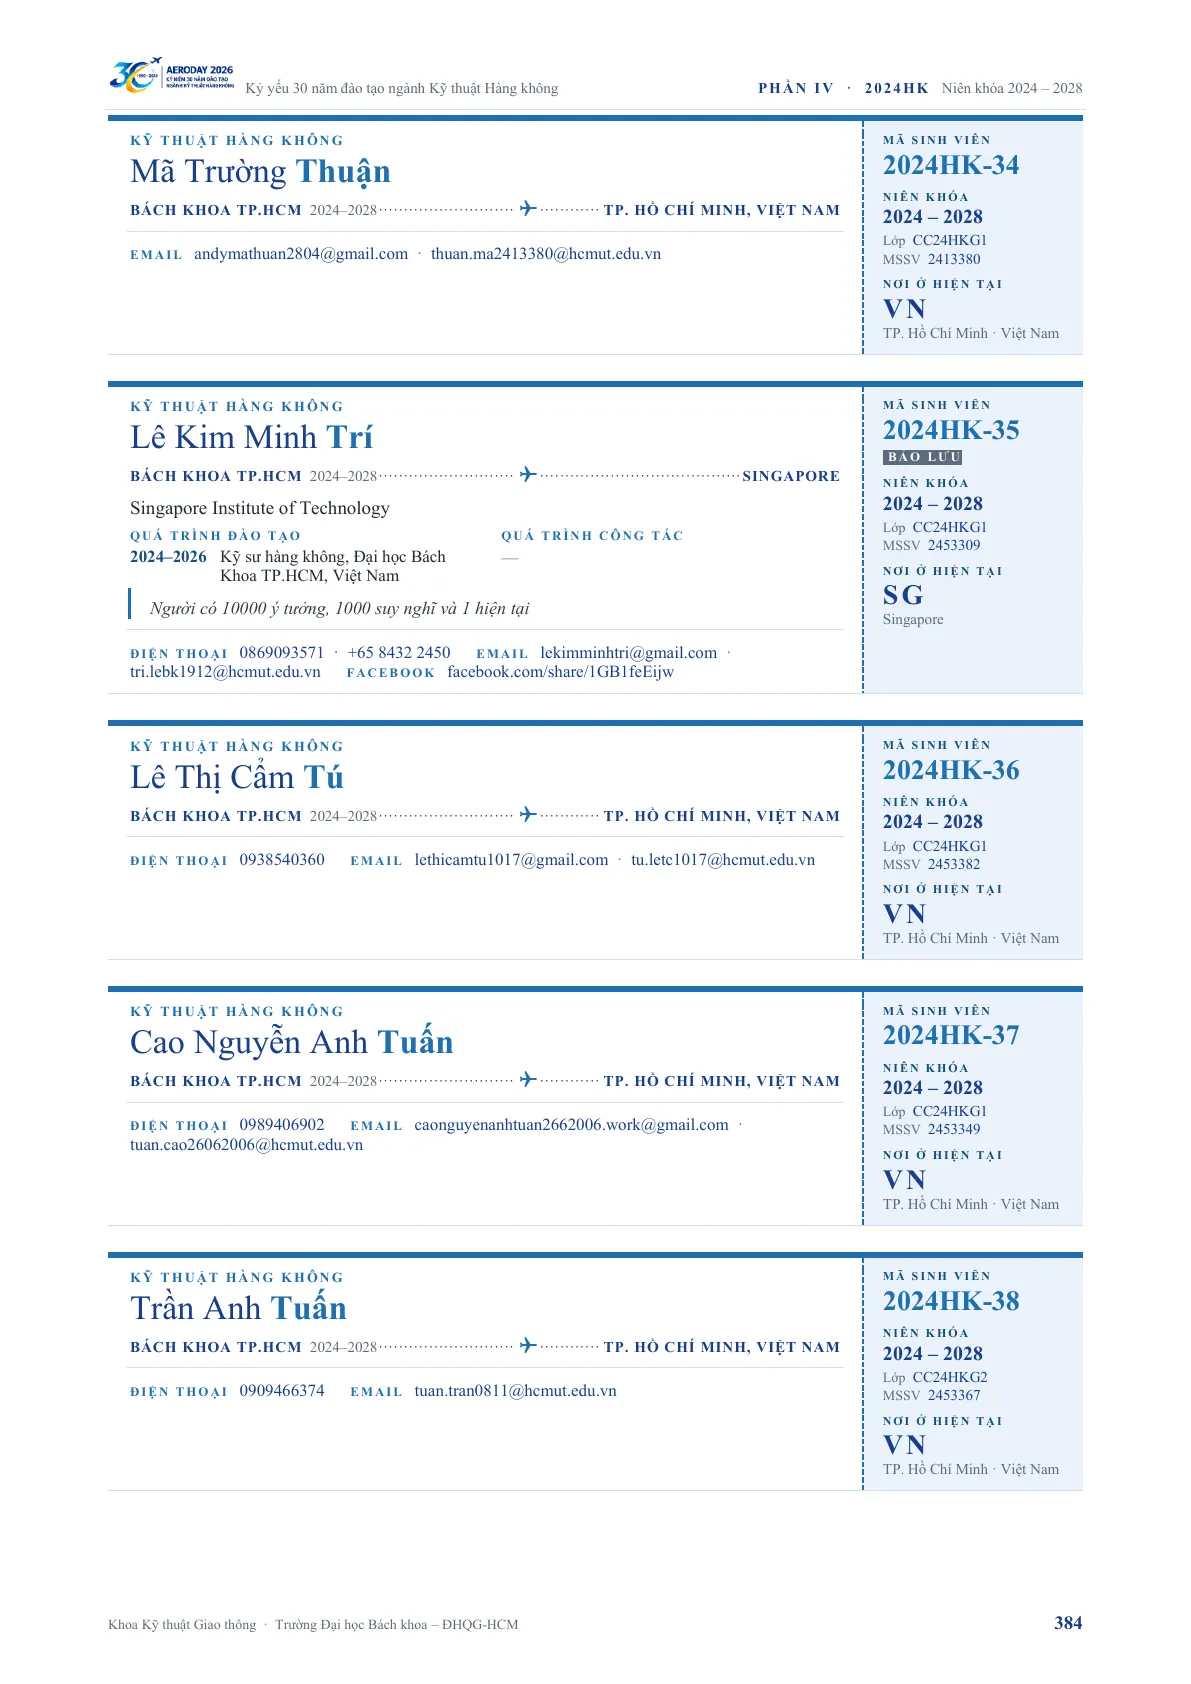 30
1996 - 2026
AERODAY 2026
KỶ NIỆM 30 NĂM ĐÀO TẠO
NGÀNH KỸ THUẬT HÀNG KHÔNG
Kỷ yếu 30 năm đào tạo ngành Kỹ thuật Hàng không
PHẦN IV · 2024HK Niên khóa 2024 – 2028
KỸ THUẬT HÀNG KHÔNG
Mã Trường Thuận
BÁCH KHOA TP.HCM 2024–2028 TP. HỒ CHÍ MINH, VIỆT NAM
EMAIL andymathuan2804@gmail.com · thuan.ma2413380@hcmut.edu.vn
MÃ SINH VIÊN
2024HK-34
NIÊN KHÓA
2024 – 2028
Lớp CC24HKG1
MSSV 2413380
NƠI Ở HIỆN TẠI
VN
TP. Hồ Chí Minh · Việt Nam
KỸ THUẬT HÀNG KHÔNG
Lê Kim Minh Trí
BÁCH KHOA TP.HCM 2024–2028 SINGAPORE
Singapore Institute of Technology
QUÁ TRÌNH ĐÀO TẠO
2024–2026 Kỹ sư hàng không, Đại học Bách
Khoa TP.HCM, Việt Nam
QUÁ TRÌNH CÔNG TÁC
—
Người có 10000 ý tưởng, 1000 suy nghĩ và 1 hiện tại
ĐIỆN THOẠI 0869093571 · +65 8432 2450 EMAIL lekimminhtri@gmail.com ·
tri.lebk1912@hcmut.edu.vn FACEBOOK facebook.com/share/1GB1feEijw
MÃ SINH VIÊN
2024HK-35
BẢO LƯU
NIÊN KHÓA
2024 – 2028
Lớp CC24HKG1
MSSV 2453309
NƠI Ở HIỆN TẠI
SG
Singapore
KỸ THUẬT HÀNG KHÔNG
Lê Thị Cẩm Tú
BÁCH KHOA TP.HCM 2024–2028 TP. HỒ CHÍ MINH, VIỆT NAM
ĐIỆN THOẠI 0938540360 EMAIL lethicamtu1017@gmail.com · tu.letc1017@hcmut.edu.vn
MÃ SINH VIÊN
2024HK-36
NIÊN KHÓA
2024 – 2028
Lớp CC24HKG1
MSSV 2453382
NƠI Ở HIỆN TẠI
VN
TP. Hồ Chí Minh · Việt Nam
KỸ THUẬT HÀNG KHÔNG
Cao Nguyễn Anh Tuấn
BÁCH KHOA TP.HCM 2024–2028 TP. HỒ CHÍ MINH, VIỆT NAM
ĐIỆN THOẠI 0989406902 EMAIL caonguyenanhtuan2662006.work@gmail.com ·
tuan.cao26062006@hcmut.edu.vn
MÃ SINH VIÊN
2024HK-37
NIÊN KHÓA
2024 – 2028
Lớp CC24HKG1
MSSV 2453349
NƠI Ở HIỆN TẠI
VN
TP. Hồ Chí Minh · Việt Nam
KỸ THUẬT HÀNG KHÔNG
Trần Anh Tuấn
BÁCH KHOA TP.HCM 2024–2028 TP. HỒ CHÍ MINH, VIỆT NAM
ĐIỆN THOẠI 0909466374 EMAIL tuan.tran0811@hcmut.edu.vn
MÃ SINH VIÊN
2024HK-38
NIÊN KHÓA
2024 – 2028
Lớp CC24HKG2
MSSV 2453367
NƠI Ở HIỆN TẠI
VN
TP. Hồ Chí Minh · Việt Nam
Khoa Kỹ thuật Giao thông · Trường Đại học Bách khoa – ĐHQG-HCM
384